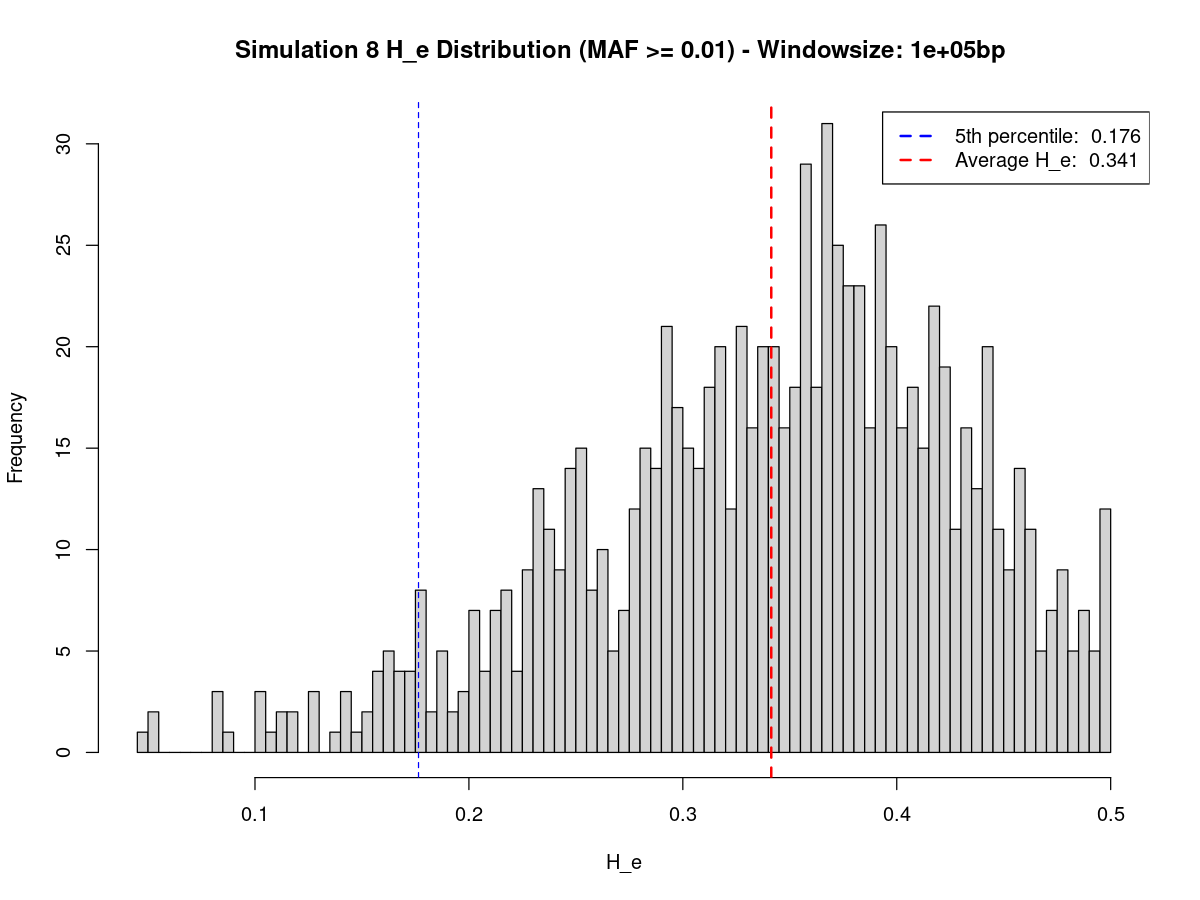 Simulation 8 H_e Distribution (MAF >= 0.01) - Windowsize: 1e+05bp
5th percentile: 0.176
Average H_e: 0.341
Frequency
30
25
20
15
10
5
0
0.1
0.2
0.3
0.4
0.5
H_e